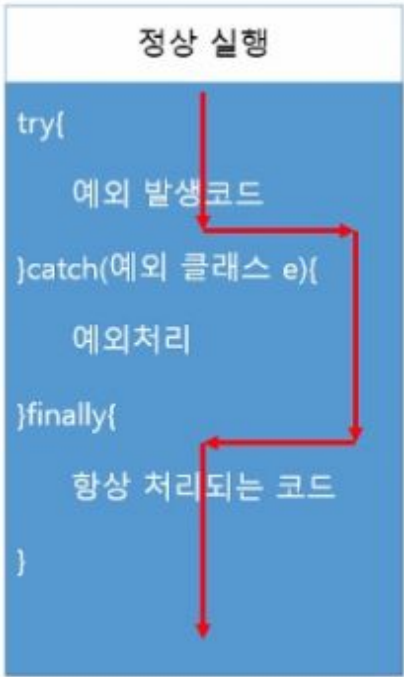 정상 실행
try{
예외 발생코드
}catch(예외 클래스 e){
예외처리
}finally{
항상 처리되는 코드
}